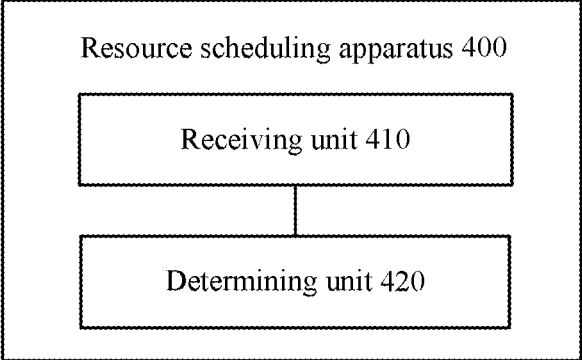 Resource scheduling apparatus 400
Receiving unit 410
Determining unit 420